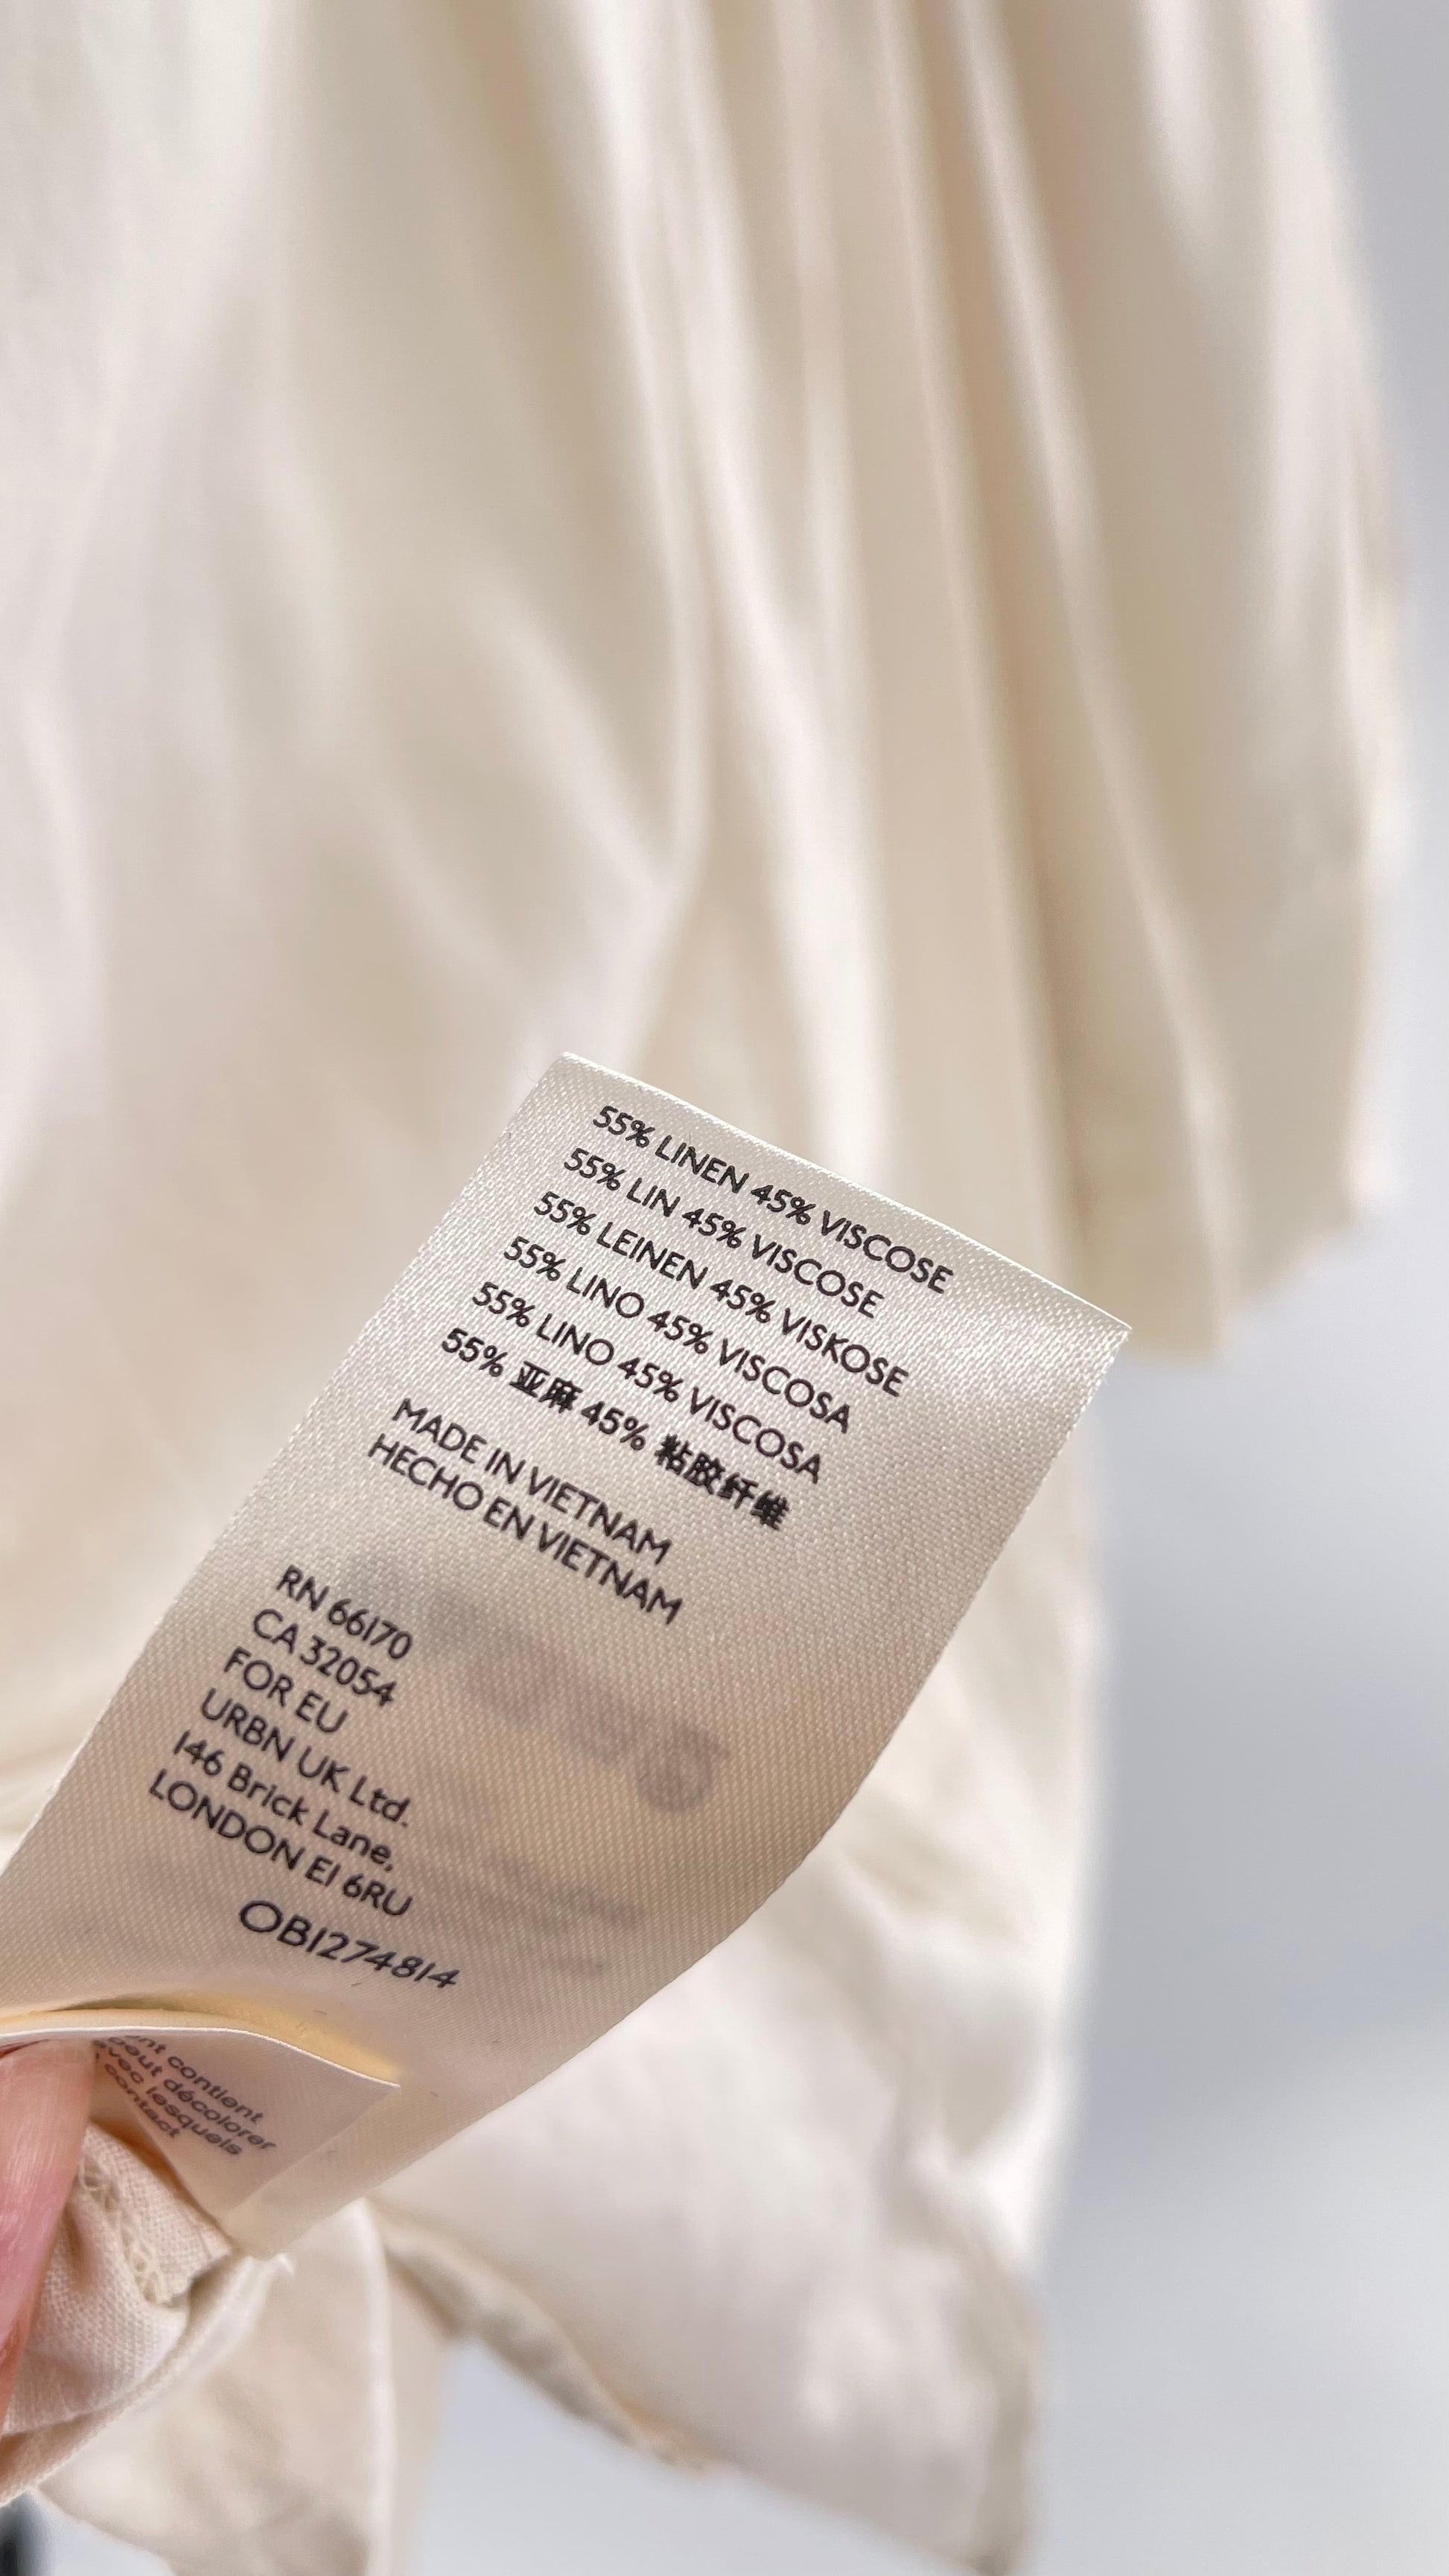 55% LINEN 45% VISCOSE
55% LIN 45% VISCOSE
55% LEINEN 45% VISKOSE
55% LINO 45% VISCOSA
55% LINO 45% VISCOSA
55% 亚麻 45% 粘胶纤维
MADE IN VIETNAM
HECHO EN VIETNAM
RN 66170
CA 32054
FOR EU
URBN UK Ltd.
146 Brick Lane,
LONDON E1 6RU
OB1274814
contient
peut décolorer
avec lesquels
contact